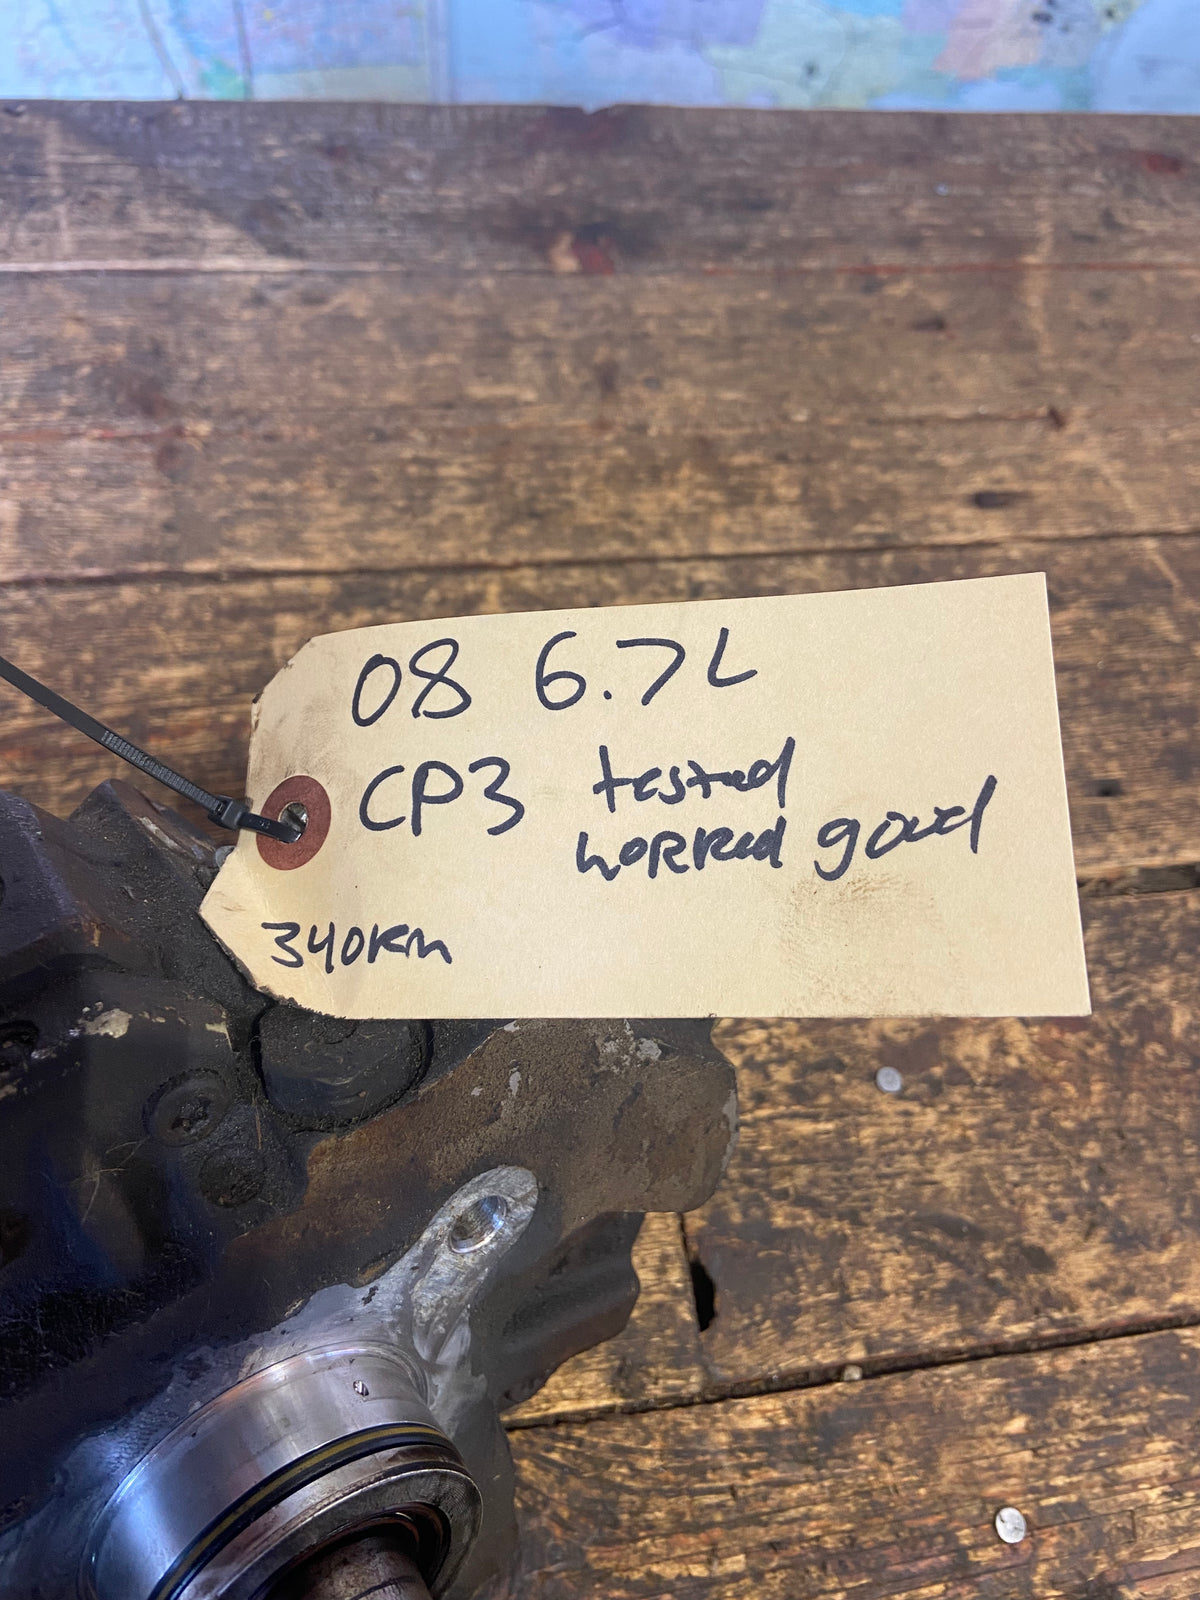 08 6.7L
CP3 tested
worked good
340km